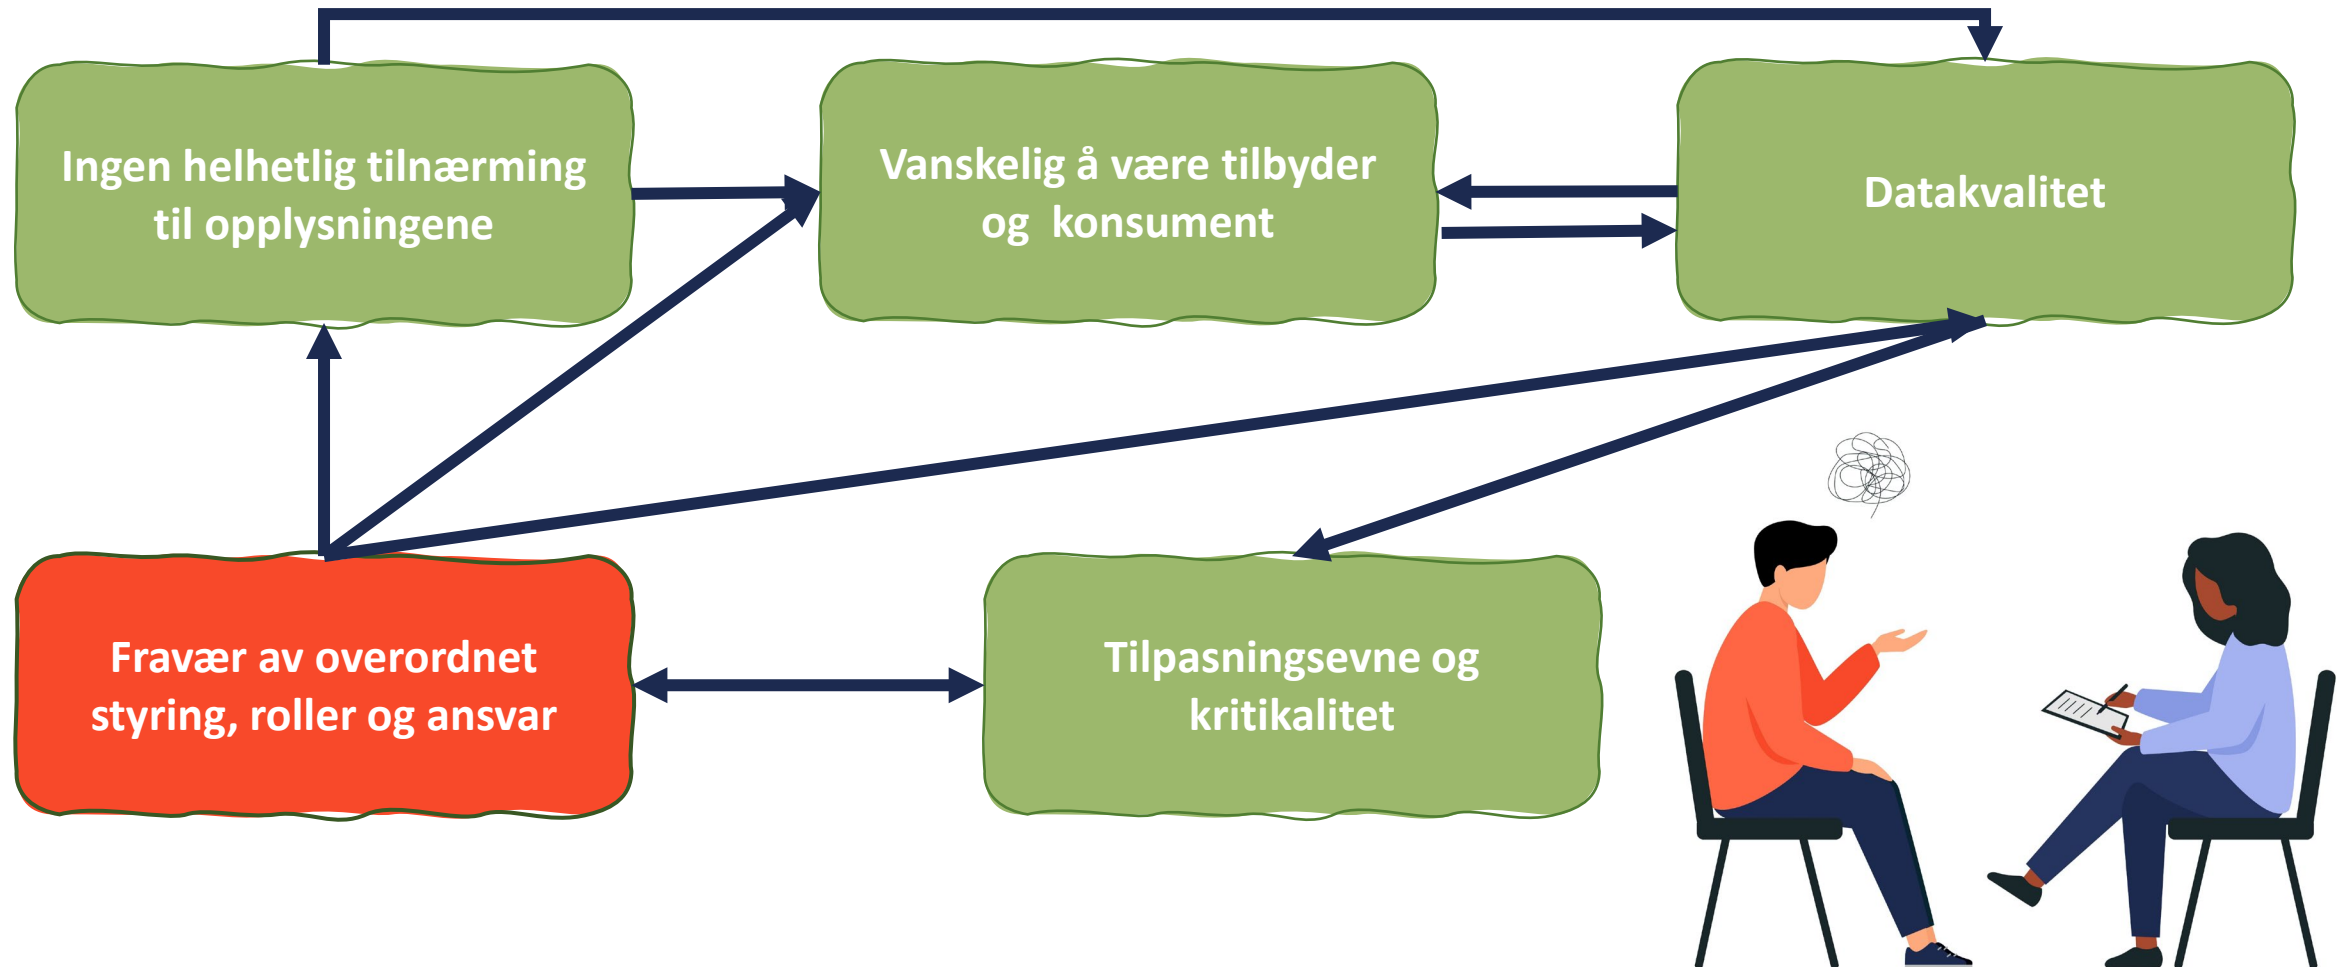 Ingen helhetlig tilnærming
til opplysningene
Vanskelig å være tilbyder
og  konsument
Datakvalitet
Fravær av overordnet
styring, roller og ansvar
Tilpasningsevne og
kritikalitet